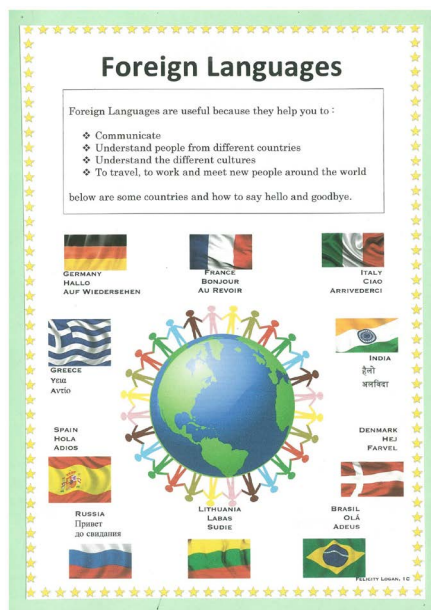 Foreign Languages
Foreign Languages are useful because they help you to :
❖ Communicate
❖ Understand people from different countries
❖ Understand the different cultures
❖ To travel, to work and meet new people around the world
below are some countries and how to say hello and goodbye.
GERMANY
HALLO
AUF WIEDERSEHEN
FRANCE
BONJOUR
AU REVOIR
ITALY
CIAO
ARRIVEDERCI
GREECE
Υεια
Αντίο
INDIA
हैलो
अलविदा
SPAIN
HOLA
ADIOS
DENMARK
HEJ
FARVEL
RUSSIA
Привет
до свидания
LITHUANIA
LABAS
SUDIE
BRASIL
OLÁ
ADEUS
FELICITY LOGAN, 1C